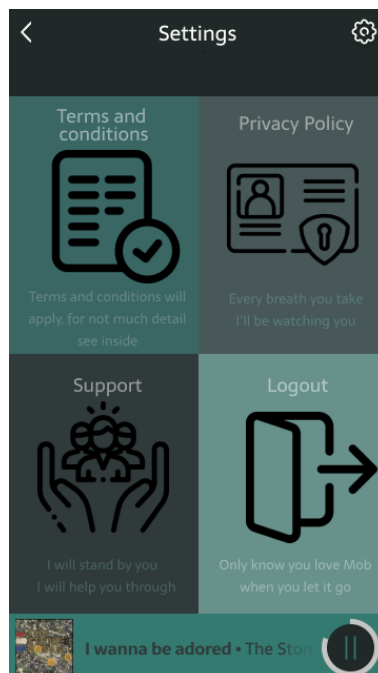 Settings
Terms and
conditions
Terms and conditions will
apply, for not much detail
see inside
Privacy Policy
Every breath you take
I'll be watching you
Support
I will stand by you
I will help you through
Logout
Only know you love Mob
when you let it go
I wanna be adored • The Ston